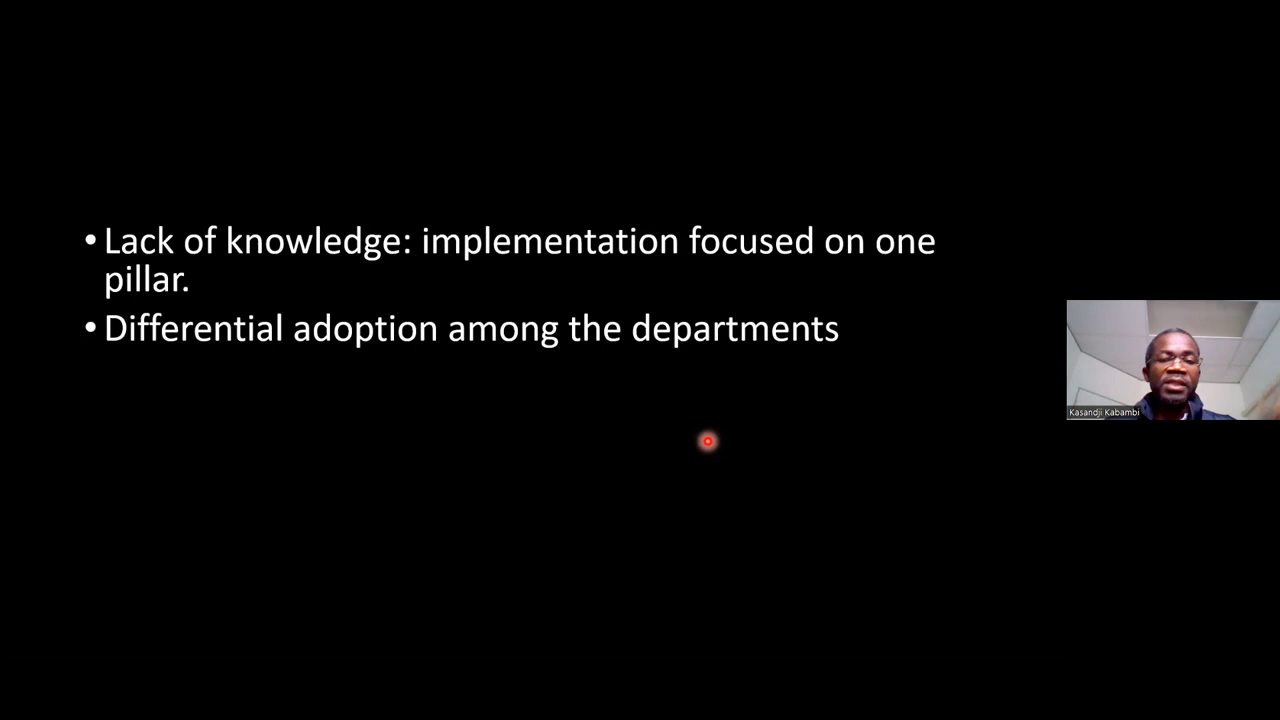 • Lack of knowledge: implementation focused on one
pillar.
• Differential adoption among the departments
Kasandji Kabambi